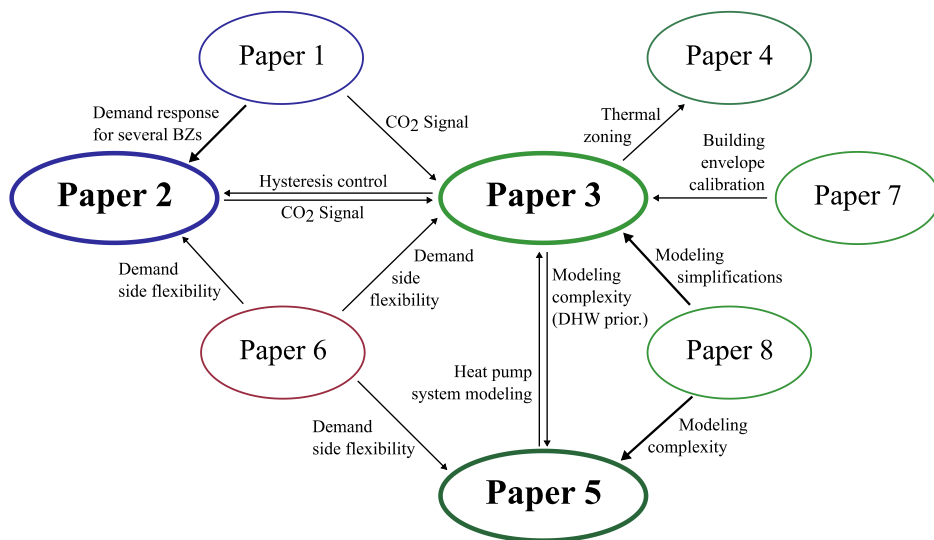 Paper 1
Paper 4
Demand response
for several BZs
CO2 Signal
Thermal
zoning
Building
envelope
calibration
Paper 2
Hysteresis control
CO2 Signal
Paper 3
Paper 7
Demand
side flexibility
Demand
side
flexibility
Modeling
complexity
(DHW prior.)
Modeling
simplifications
Paper 6
Paper 8
Heat pump
system modeling
Demand
side flexibility
Modeling
complexity
Paper 5